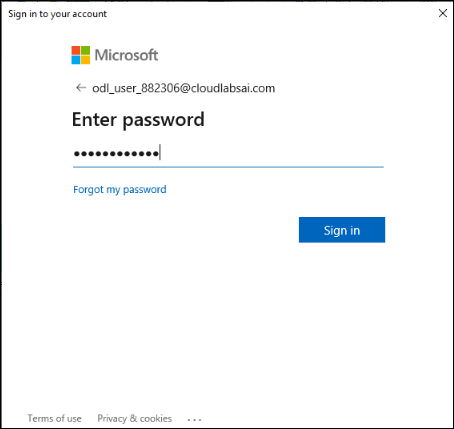 Sign in to your account
Microsoft
odl_user_882306@cloudlabsai.com
Enter password
••••••••••••
Forgot my password
Sign in
Terms of use Privacy & cookies ...